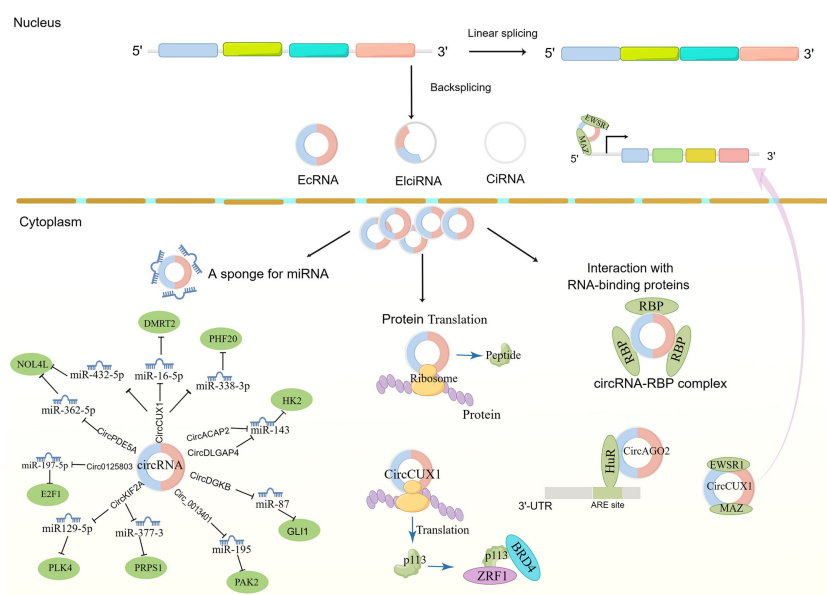 Nucleus
5'
3'
Linear splicing
5'
3'
Backsplicing
EcRNA
ElciRNA
CiRNA
EWSR1
MAZ
5'
3'
Cytoplasm
A sponge for miRNA
Protein Translation
Ribosome
Peptide
Protein
Interaction with
RNA-binding proteins
RBP
RBP
RBP
circRNA-RBP complex
DMRT2
PHF20
NOL4L
miR-432-5p
miR-16-5p
miR-338-3p
miR-362-5p
CircCUX1
HK2
CircPDE5A
CircACAP2
miR-143
CircDLGAP4
miR-197-5p
Circ0125803
circRNA
CircDGKB
E2F1
CircKIF2A
Circ_0013401
miR-87
miR129-5p
miR-377-3
miR-195
GLI1
PLK4
PRPS1
PAK2
CircCUX1
Translation
p113
p113
BRD4
ZRF1
HuR
CircAGO2
3'-UTR
ARE site
EWSR1
CircCUX1
MAZ